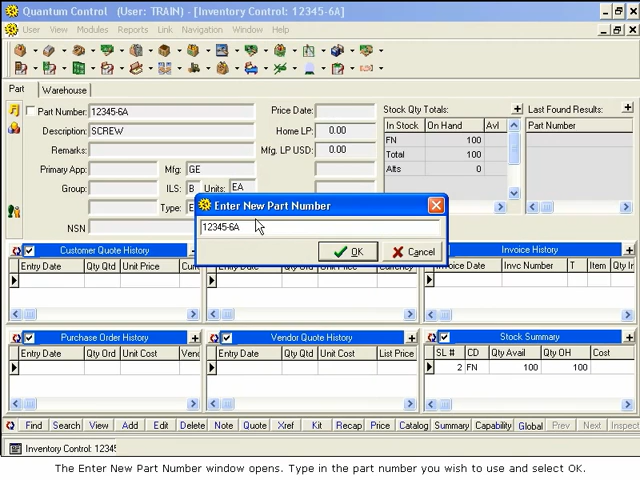 Quantum Control (User: TRAIN) - [Inventory Control: 12345-6A]
User View Modules Reports Link Navigation Window Help
Part Warehouse
Part Number: 12345-6A
Description: SCREW
Remarks:
Primary App: Mfg: GE
Group: ILS: B Units: EA
Type: E
NSN
Price Date:
Home LP: 0.00
Mfg. LP USD: 0.00
Stock Qty Totals:
In Stock On Hand Avl
FN 100
Total 100
Alts 0
Last Found Results:
Part Number
Enter New Part Number
12345-6A
OK Cancel
Customer Quote History
Entry Date Qty Qtd Unit Price
Entry Date Qty Qtd Unit Price Currency
Invoice History
Invoice Date Invc Number T Item Qty In
Purchase Order History
Entry Date Qty Ord Unit Cost Vend
Vendor Quote History
Entry Date Qty Qtd Unit Cost List Price
Stock Summary
SL # CD Qty Avail Qty OH Cost
2 FN 100 100
Find Search View Add Edit Delete Note Quote Xref Kit Recap Price Catalog Summary Capability Global Prev Next Inspect
Inventory Control: 1234
The Enter New Part Number window opens. Type in the part number you wish to use and select OK.